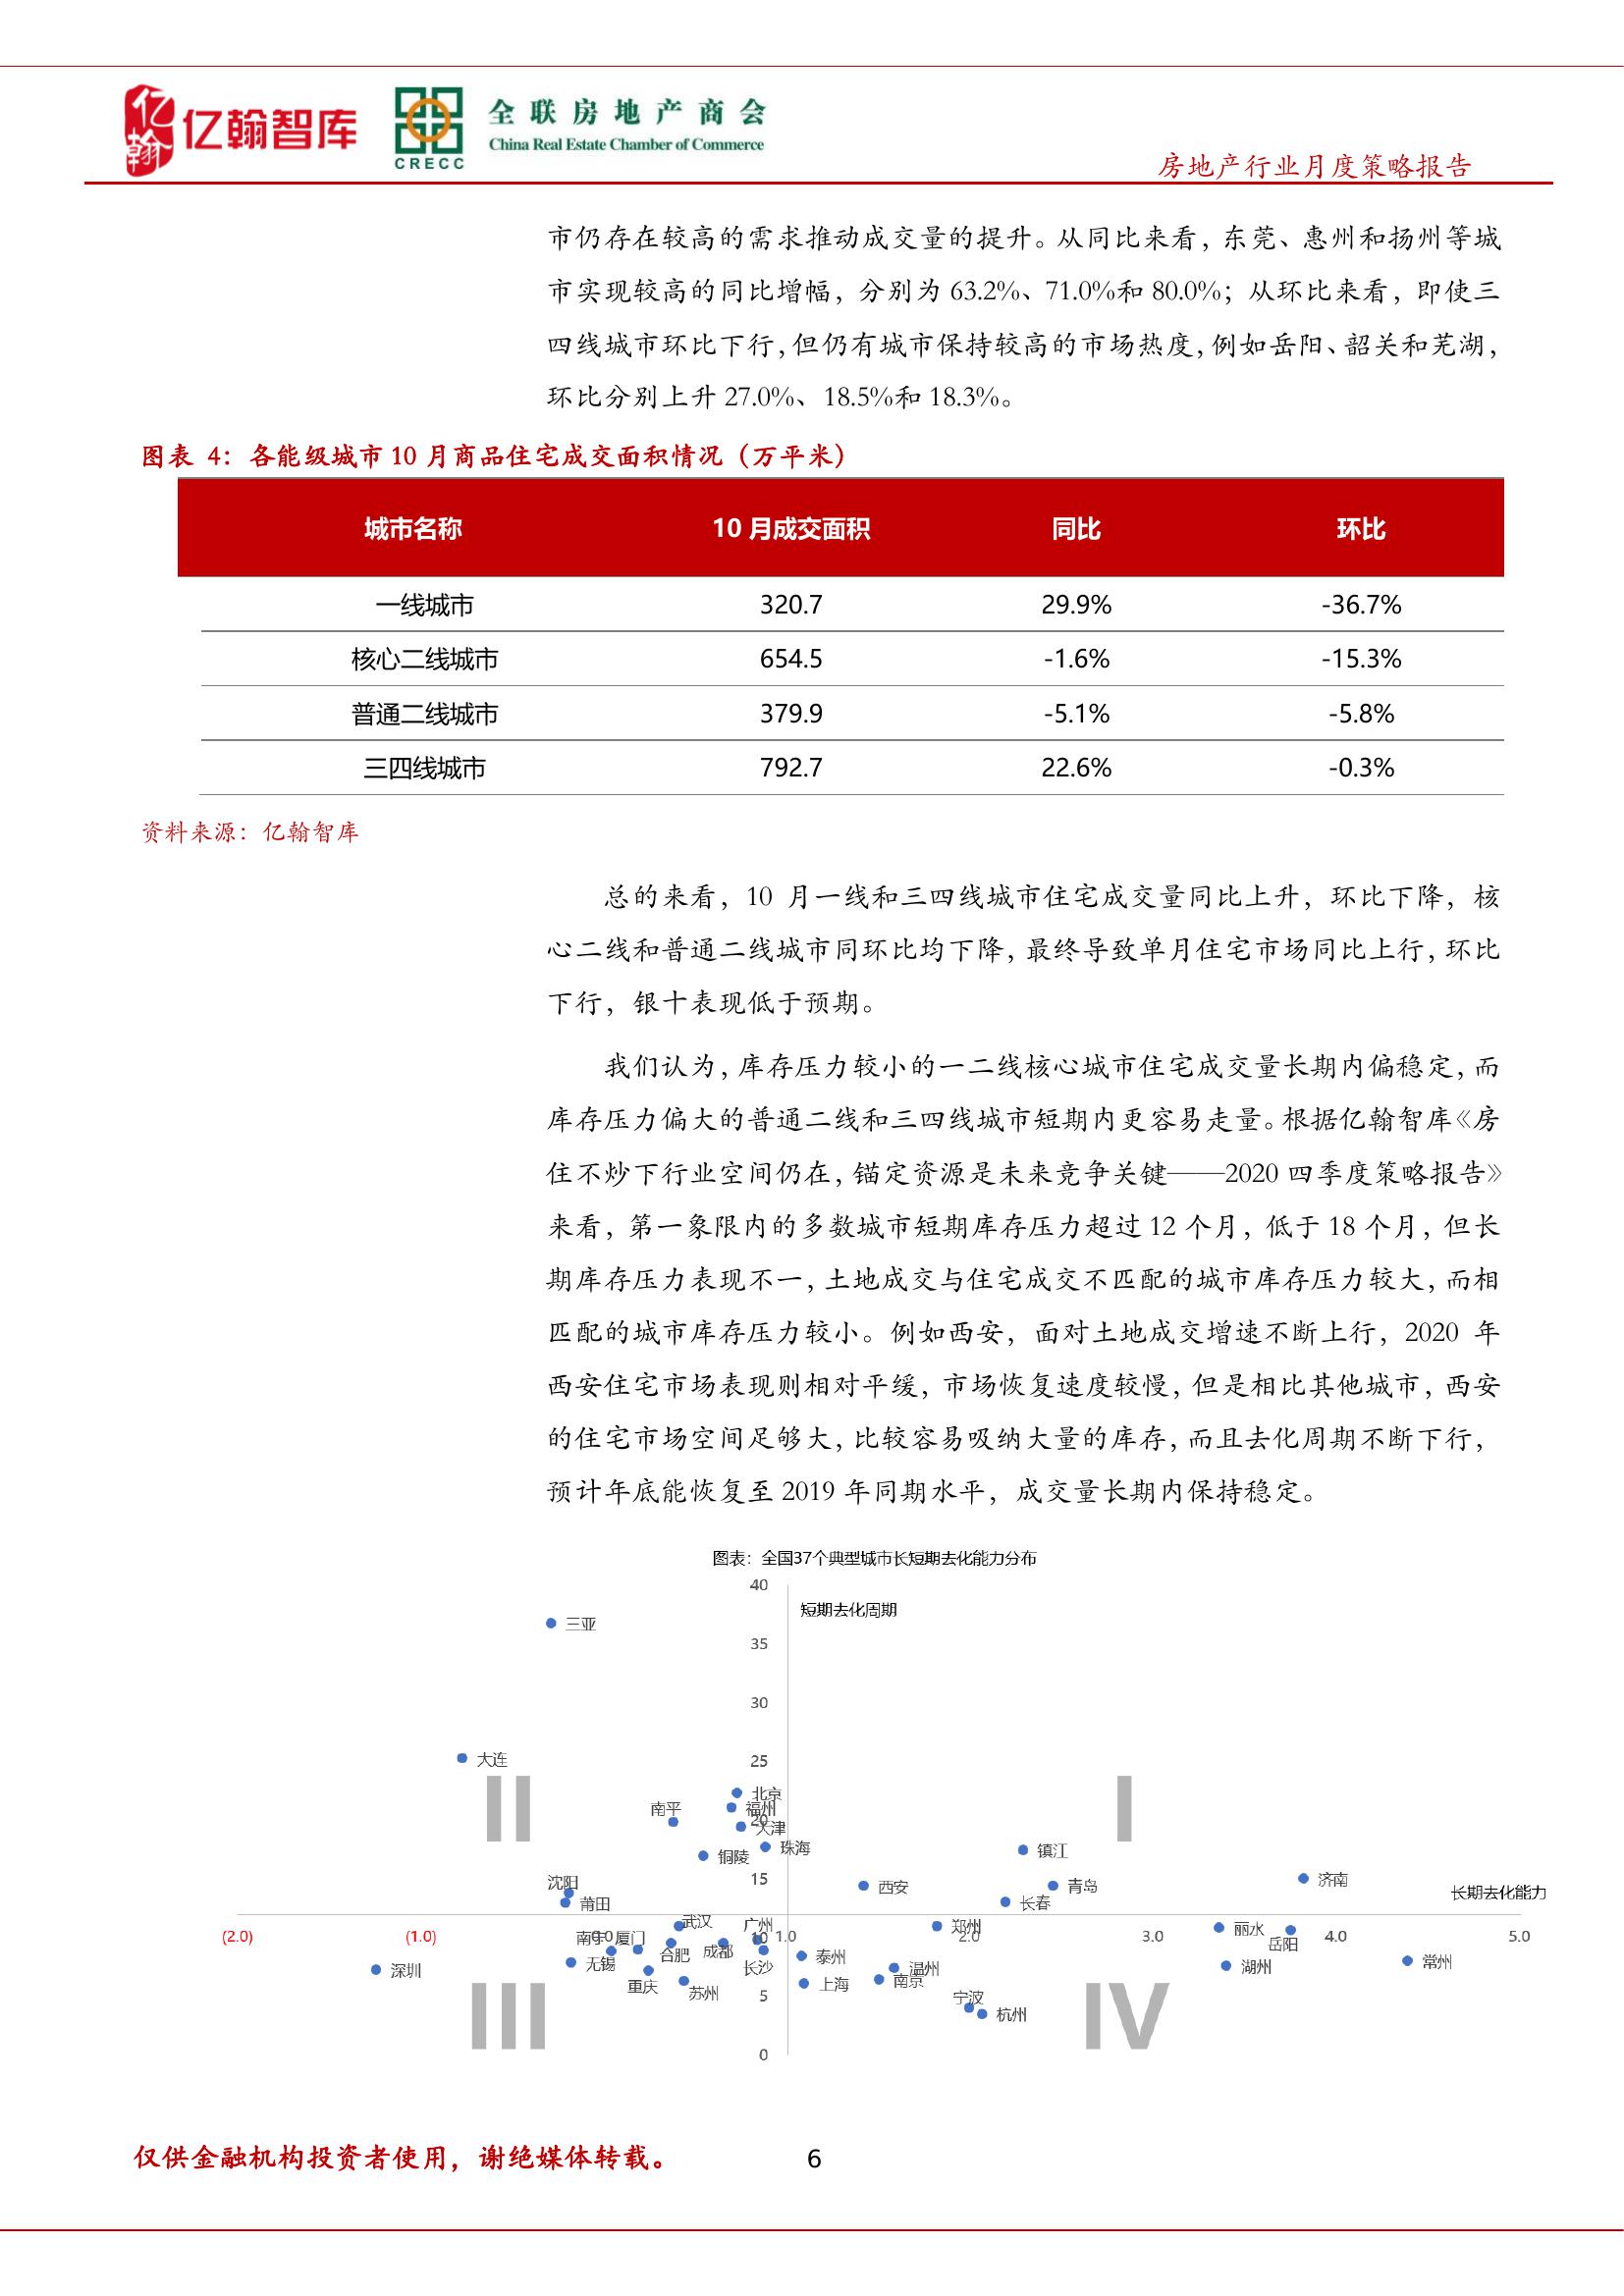 亿翰
亿翰智库
CRECC
全联房地产商会
China Real Estate Chamber of Commerce
房地产行业月度策略报告
市仍存在较高的需求推动成交量的提升。从同比来看，东莞、惠州和扬州等城
市实现较高的同比增幅，分别为 63.2%、71.0%和 80.0%；从环比来看，即使三
四线城市环比下行，但仍有城市保持较高的市场热度，例如岳阳、韶关和芜湖，
环比分别上升 27.0%、18.5%和 18.3%。
图表 4：各能级城市 10 月商品住宅成交面积情况（万平米）
城市名称 10 月成交面积 同比 环比
一线城市 320.7 29.9% -36.7%
核心二线城市 654.5 -1.6% -15.3%
普通二线城市 379.9 -5.1% -5.8%
三四线城市 792.7 22.6% -0.3%
资料来源：亿翰智库
总的来看，10 月一线和三四线城市住宅成交量同比上升，环比下降，核
心二线和普通二线城市同环比均下降，最终导致单月住宅市场同比上行，环比
下行，银十表现低于预期。
我们认为，库存压力较小的一二线核心城市住宅成交量长期内偏稳定，而
库存压力偏大的普通二线和三四线城市短期内更容易走量。根据亿翰智库《房
住不炒下行业空间仍在，锚定资源是未来竞争关键——2020 四季度策略报告》
来看，第一象限内的多数城市短期库存压力超过 12 个月，低于 18 个月，但长
期库存压力表现不一，土地成交与住宅成交不匹配的城市库存压力较大，而相
匹配的城市库存压力较小。例如西安，面对土地成交增速不断上行，2020 年
西安住宅市场表现则相对平缓，市场恢复速度较慢，但是相比其他城市，西安
的住宅市场空间足够大，比较容易吸纳大量的库存，而且去化周期不断下行，
预计年底能恢复至 2019 年同期水平，成交量长期内保持稳定。
图表：全国37个典型城市长短期去化能力分布
40
短期去化周期
三亚
35
30
大连
25
II
I
北京
南平
福州
20
天津
珠海
铜陵
镇江
15
沈阳
西安
青岛
济南
长期去化能力
莆田
长春
武汉
广州
郑州
丽水
岳阳
(2.0) (1.0) 0.0 10 1.0 2.0 3.0 4.0 5.0
南宁
厦门
合肥
成都
泰州
常州
无锡
长沙
温州
湖州
深圳
重庆
苏州
上海
南京
5
宁波
杭州
III
IV
0
仅供金融机构投资者使用，谢绝媒体转载。
6